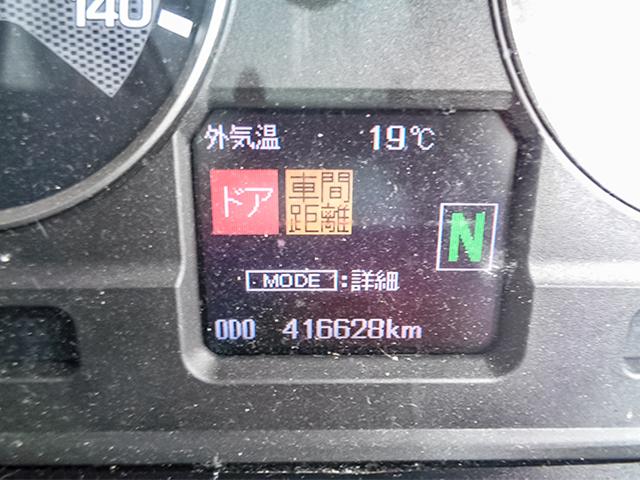 140
外気温 19℃
ドア 車間距離
N
MODE:詳細
ODO 416628km